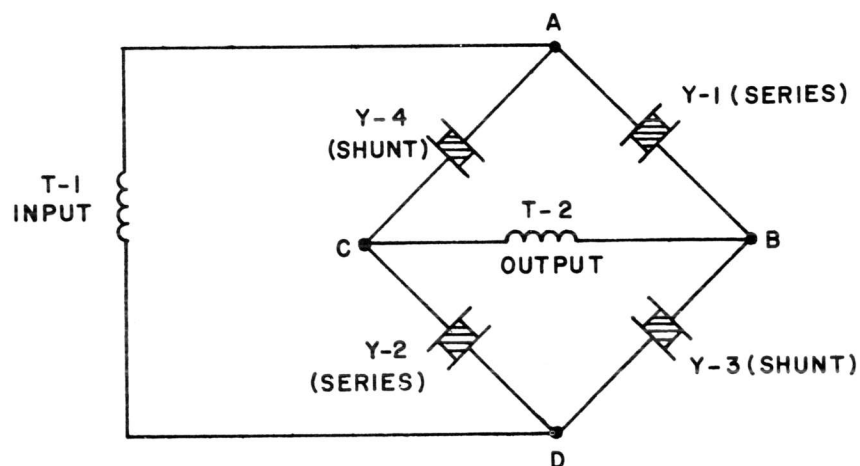 A
Y-1 (SERIES)
Y-4
(SHUNT)
T-1
INPUT
T-2
C
B
OUTPUT
Y-2
(SERIES)
Y-3 (SHUNT)
D